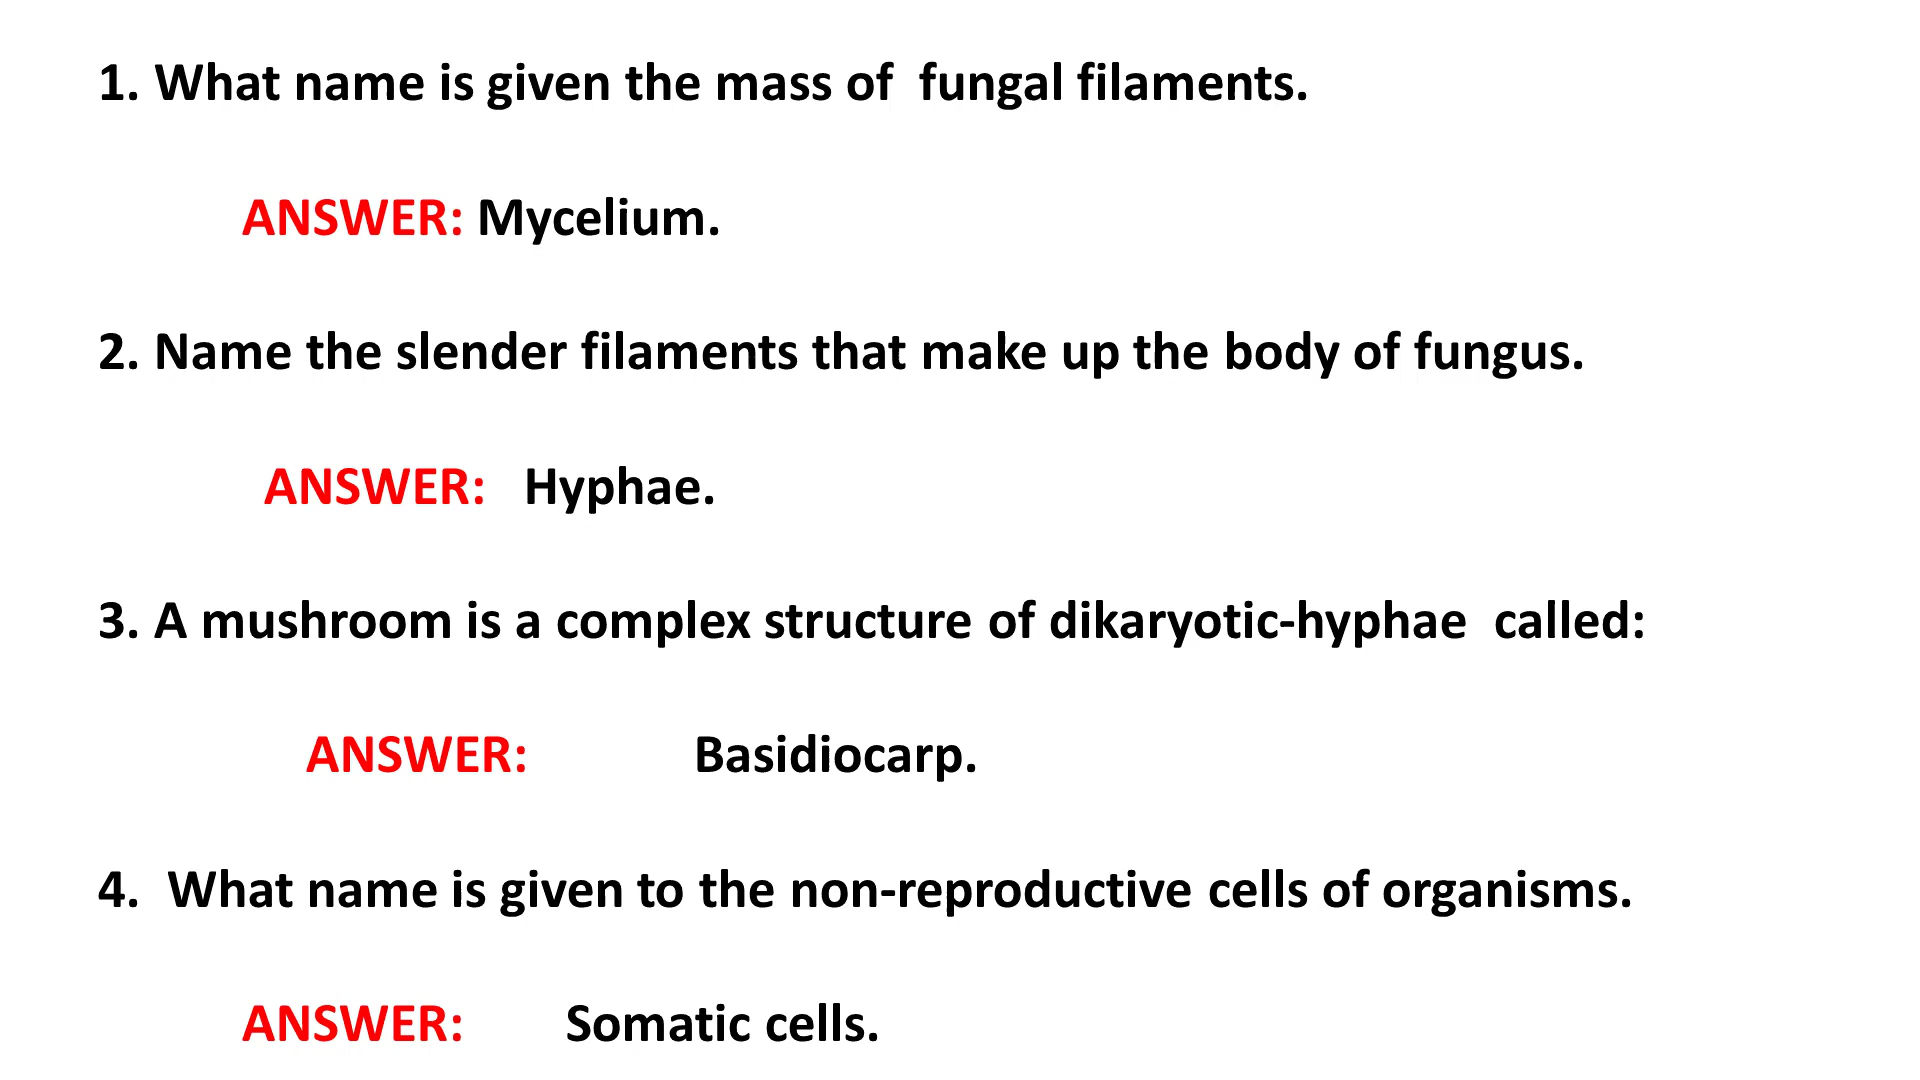 1. What name is given the mass of  fungal filaments.
ANSWER: Mycelium.
2. Name the slender filaments that make up the body of fungus.
ANSWER:   Hyphae.
3. A mushroom is a complex structure of dikaryotic-hyphae  called:
ANSWER:   Basidiocarp.
4.  What name is given to the non-reproductive cells of organisms.
ANSWER:   Somatic cells.